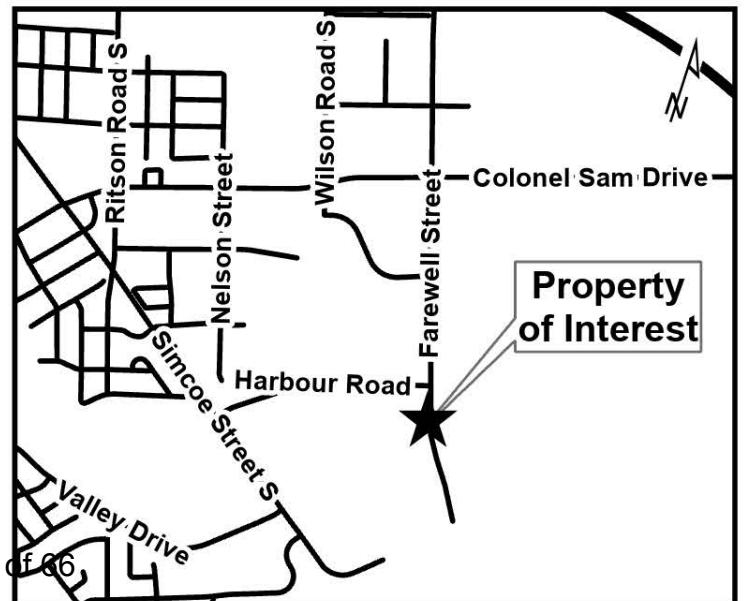 Ritson Road S
Wilson Road S
N
Colonel Sam Drive
Nelson Street
Farewell Street
Property
of Interest
Simcoe Street S
Harbour Road
Valley Drive
of 66